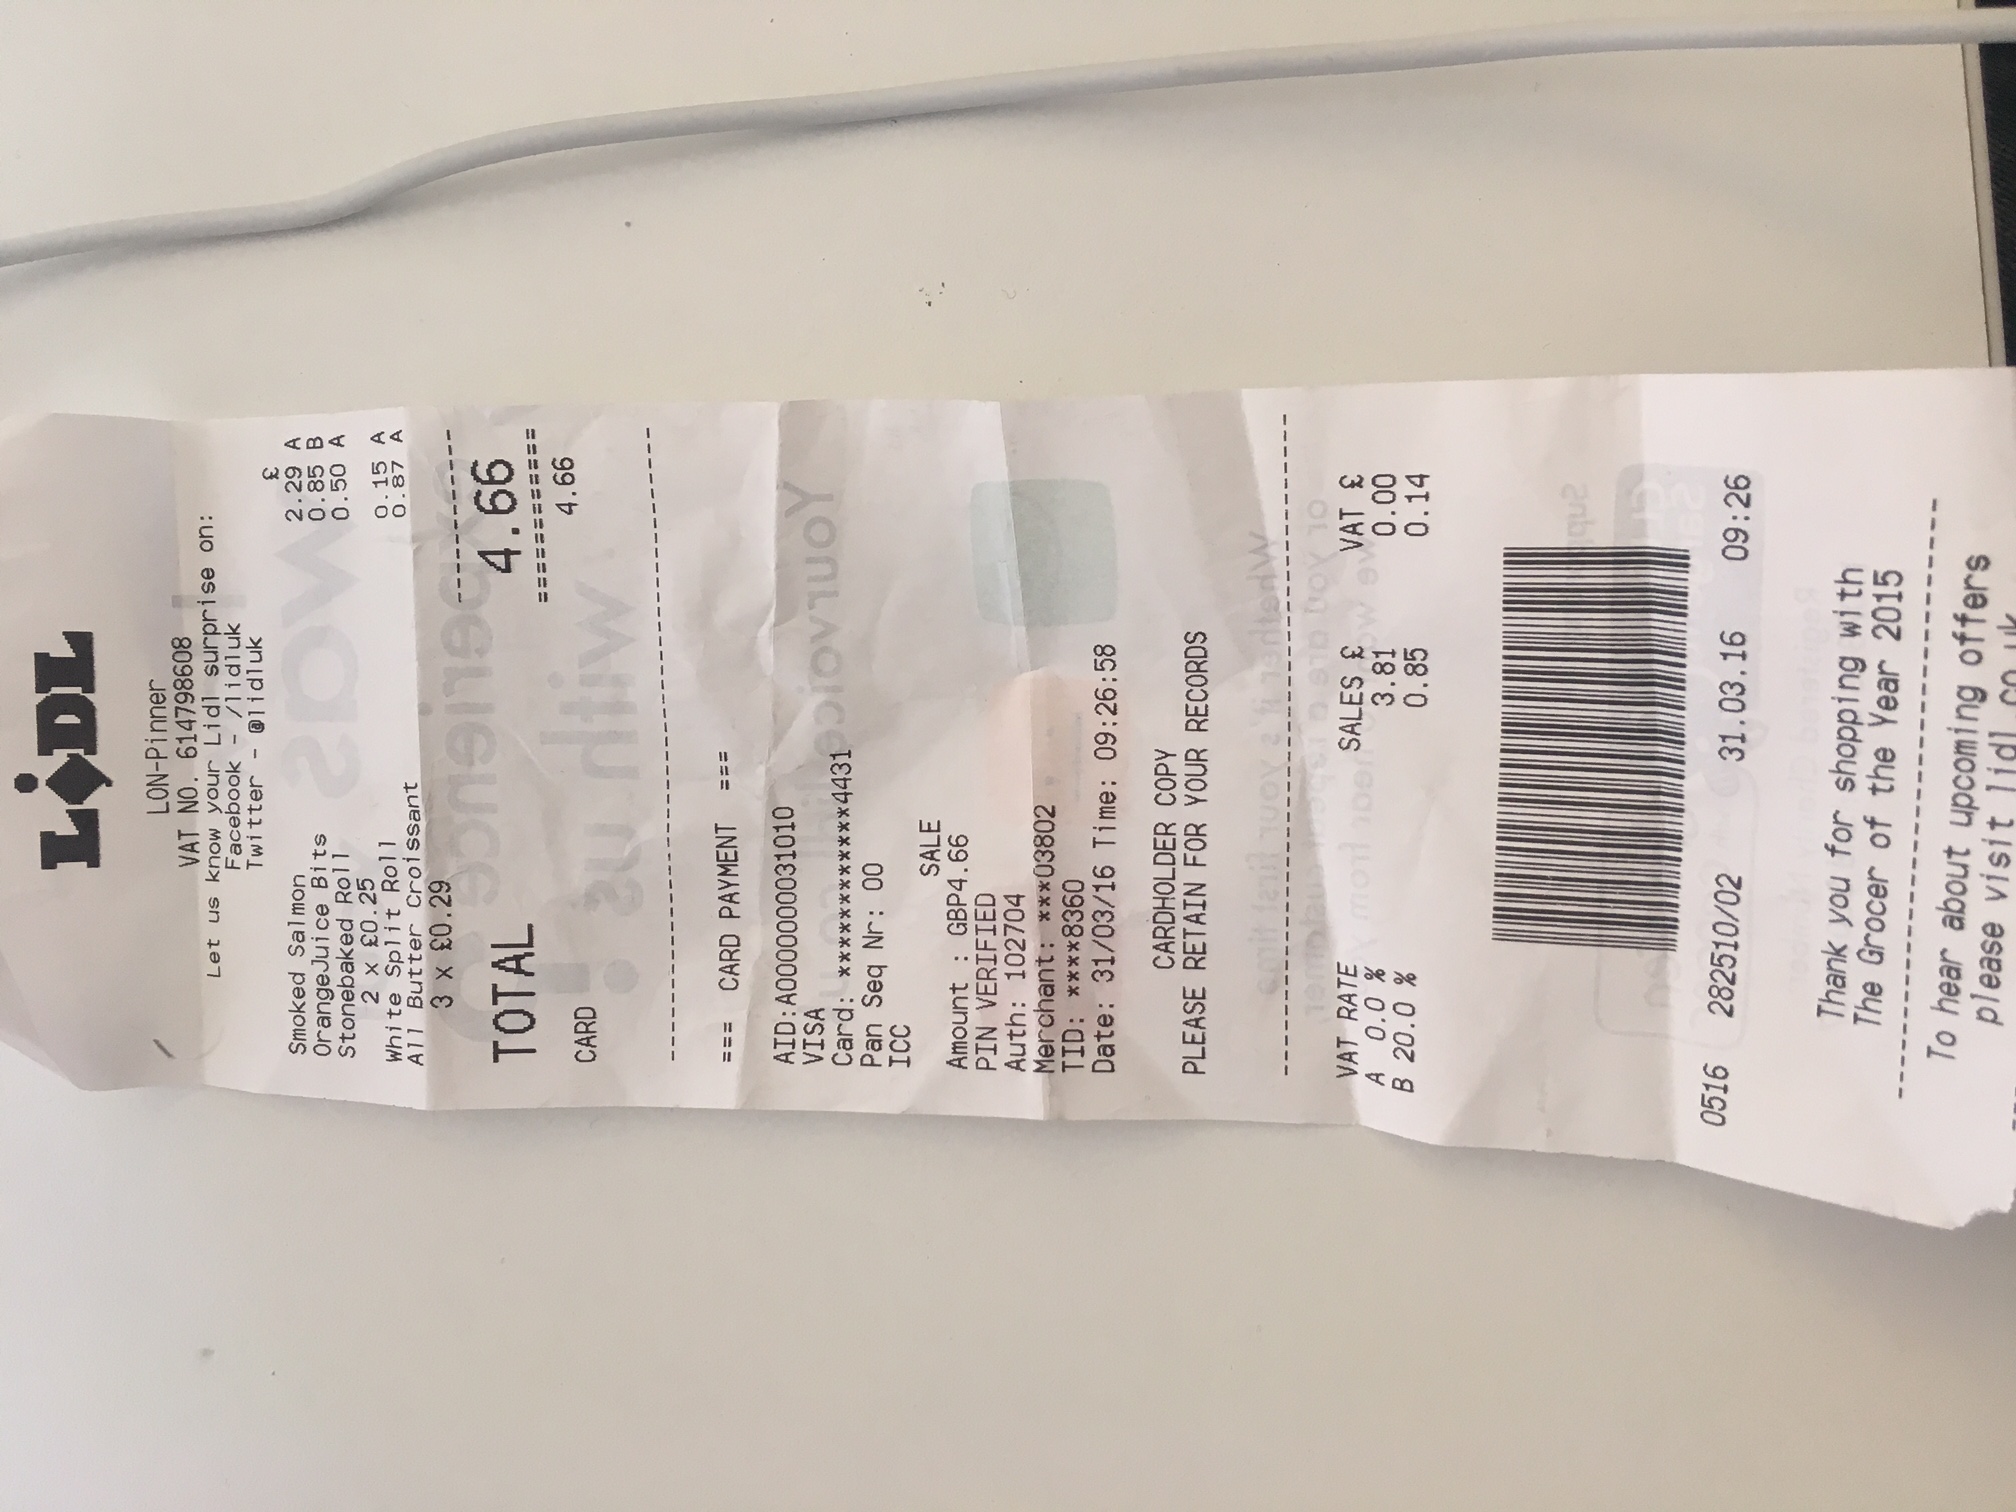 LiDL
LON-Pinner
VAT NO. 614798608
Let us know your Lidl surprise on:
Facebook - /lidluk
Twitter - @lidluk
£
Smoked Salmon 2.29 A
OrangeJuice Bits 0.85 B
Stonebaked Roll 0.50 A
2 x £0.25
White Split Roll 0.15 A
All Butter Croissant 0.87 A
3 x £0.29
------------
TOTAL 4.66
============
CARD 4.66
--------------------------------------------
=== CARD PAYMENT ===
AID:A0000000031010
VISA
Card: ************4431
Pan Seq Nr: 00
ICC
SALE
Amount : GBP4.66
PIN VERIFIED
Auth: 102704
Merchant: ***03802
TID: ****8360
Date: 31/03/16 Time: 09:26:58
CARDHOLDER COPY
PLEASE RETAIN FOR YOUR RECORDS
--------------------------------------------
VAT RATE SALES £ VAT £
A 0.0 % 3.81 0.00
B 20.0 % 0.85 0.14
0516 282510/02 31.03.16 09:26
Thank you for shopping with
The Grocer of the Year 2015
--------------------------------------
To hear about upcoming offers
please visit lidl.co.uk